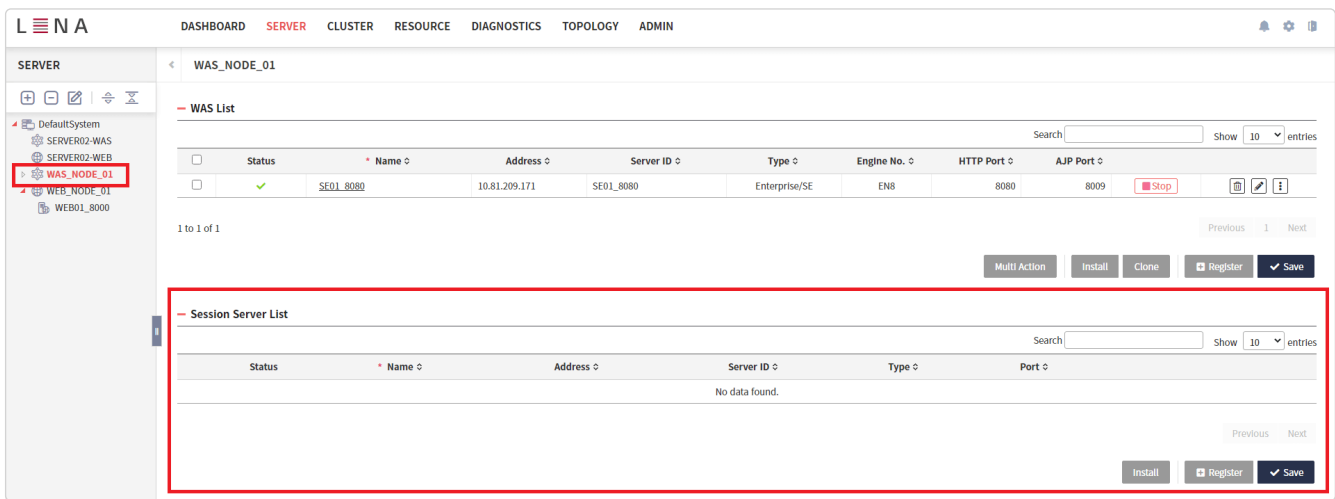 LENA
DASHBOARD SERVER CLUSTER RESOURCE DIAGNOSTICS TOPOLOGY ADMIN
SERVER
WAS_NODE_01
DefaultSystem
SERVER02-WAS
SERVER02-WEB
WAS_NODE_01
WEB_NODE_01
WEB01_8000
WAS List
Search Show 10 entries
Status * Name Address Server ID Type Engine No. HTTP Port AJP Port
SE01_8080 10.81.209.171 SE01_8080 Enterprise/SE EN8 8080 8009 Stop
1 to 1 of 1
Previous 1 Next
Multi Action Install Clone Register Save
Session Server List
Search Show 10 entries
Status * Name Address Server ID Type Port
No data found.
Previous Next
Install Register Save